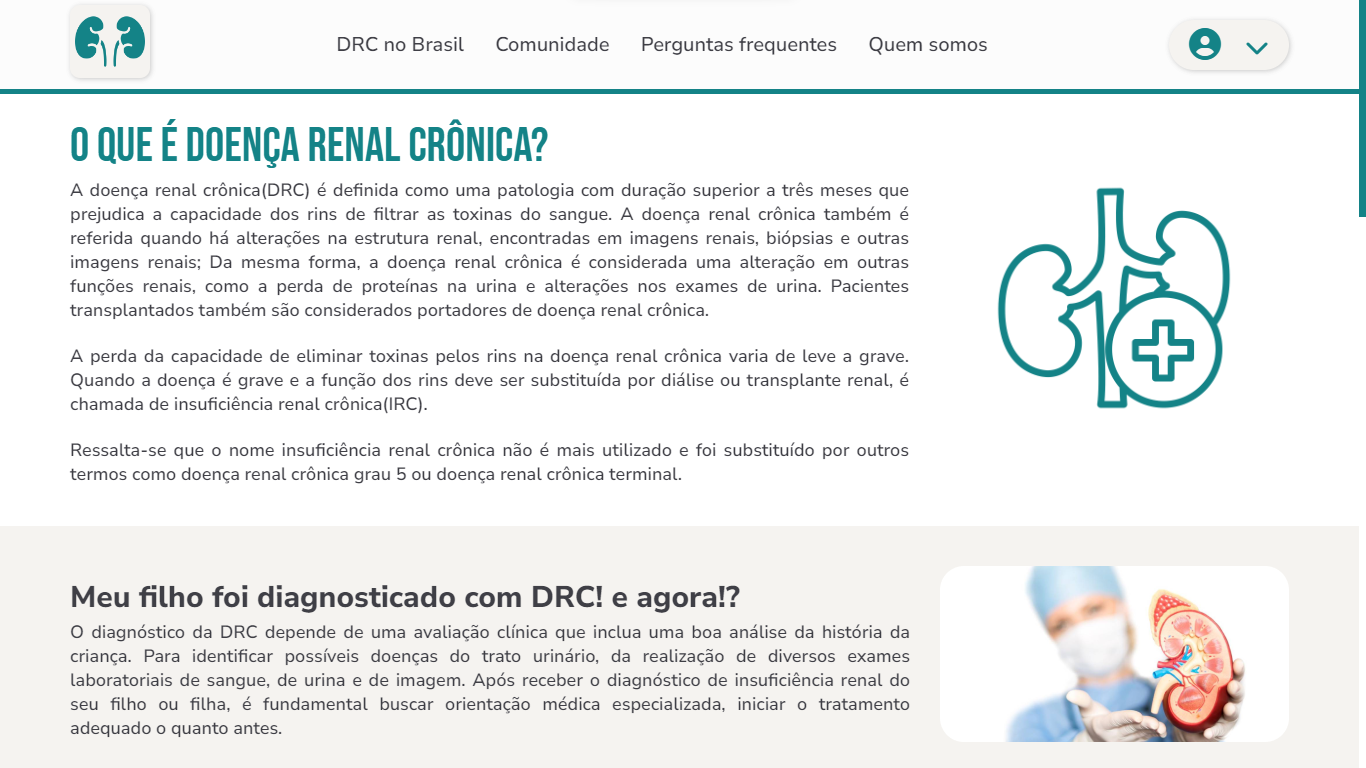 DRC no Brasil
Comunidade
Perguntas frequentes
Quem somos
O QUE É DOENÇA RENAL CRÔNICA?
A doença renal crônica(DRC) é definida como uma patologia com duração superior a três meses que
prejudica a capacidade dos rins de filtrar as toxinas do sangue. A doença renal crônica também é
referida quando há alterações na estrutura renal, encontradas em imagens renais, biópsias e outras
imagens renais; Da mesma forma, a doença renal crônica é considerada uma alteração em outras
funções renais, como a perda de proteínas na urina e alterações nos exames de urina. Pacientes
transplantados também são considerados portadores de doença renal crônica.
A perda da capacidade de eliminar toxinas pelos rins na doença renal crônica varia de leve a grave.
Quando a doença é grave e a função dos rins deve ser substituída por diálise ou transplante renal, é
chamada de insuficiência renal crônica(IRC).
Ressalta-se que o nome insuficiência renal crônica não é mais utilizado e foi substituído por outros
termos como doença renal crônica grau 5 ou doença renal crônica terminal.
Meu filho foi diagnosticado com DRC! e agora!?
O diagnóstico da DRC depende de uma avaliação clínica que inclua uma boa análise da história da
criança. Para identificar possíveis doenças do trato urinário, da realização de diversos exames
laboratoriais de sangue, de urina e de imagem. Após receber o diagnóstico de insuficiência renal do
seu filho ou filha, é fundamental buscar orientação médica especializada, iniciar o tratamento
adequado o quanto antes.